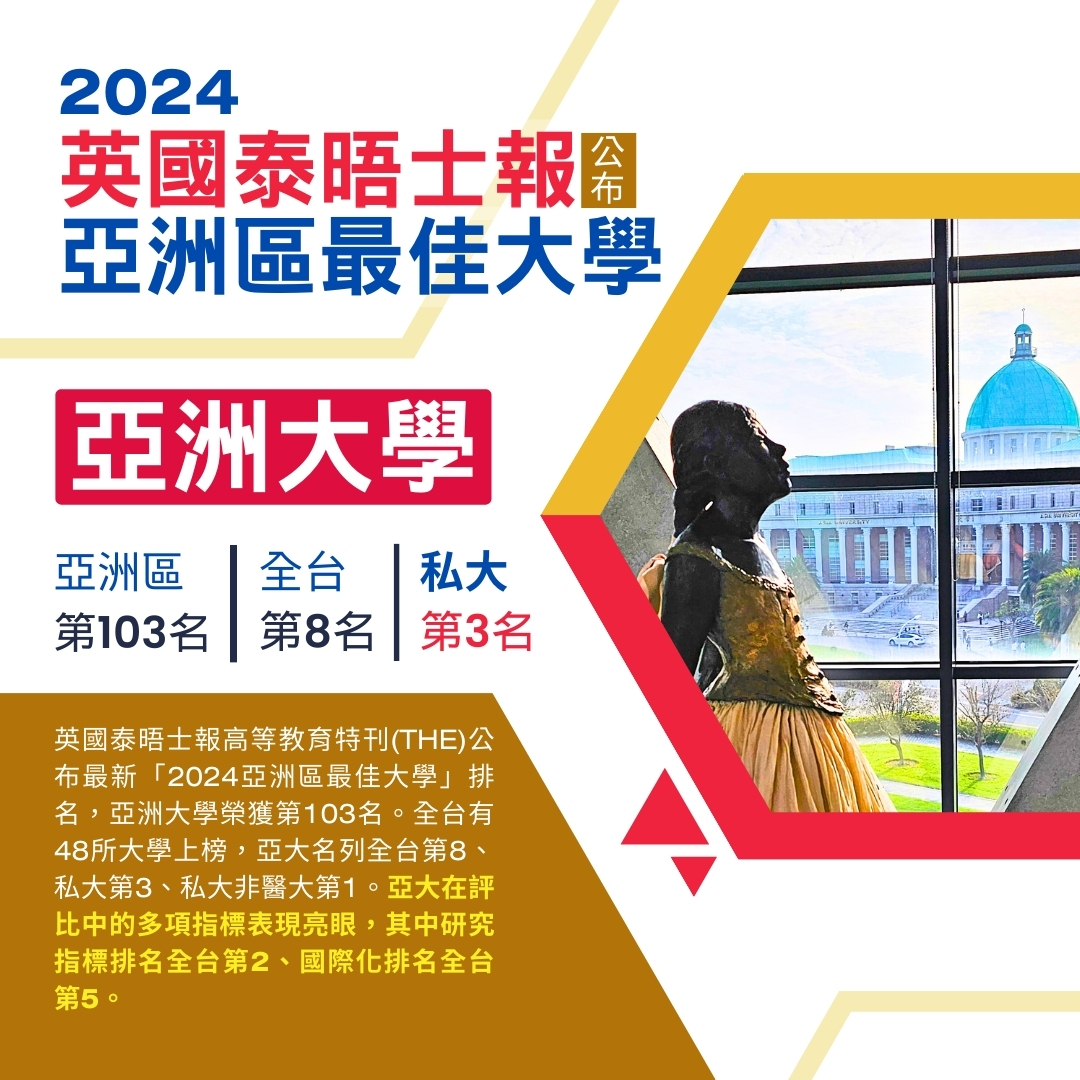 2024
英國泰晤士報公布
亞洲區最佳大學
亞洲大學
亞洲區
第103名
全台
第8名
私大
第3名
英國泰晤士報高等教育特刊(THE)公
布最新「2024亞洲區最佳大學」排
名，亞洲大學榮獲第103名。全台有
48所大學上榜，亞大名列全台第8、
私大第3、私大非醫大第1。亞大在評
比中的多項指標表現亮眼，其中研究
指標排名全台第2、國際化排名全台
第5。
ASIA UNIVERSITY